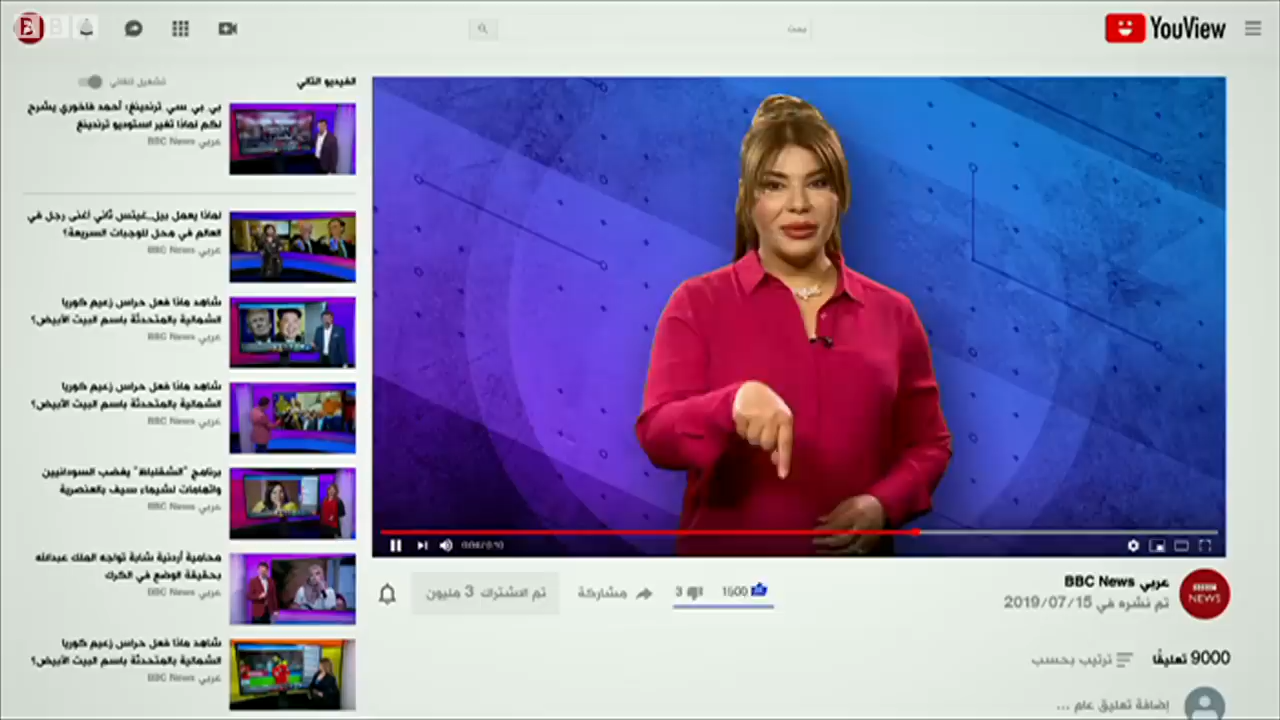 YouView
بحث
الفيديو التالي
تشغيل تلقائي
بي بي سي ترندينغ: أحمد فاخوري يشرح
لكم لماذا تغير استوديو ترندينغ
عربي BBC News
لماذا يعمل بيل..غيتس ثاني أغنى رجل في
العالم في محل للوجبات السريعة؟
عربي BBC News
شاهد ماذا فعل حراس زعيم كوريا
الشمالية بالمتحدثة باسم البيت الأبيض؟
عربي BBC News
شاهد ماذا فعل حراس زعيم كوريا
الشمالية بالمتحدثة باسم البيت الأبيض؟
عربي BBC News
برنامج "الشقلباظ" يغضب السودانيين
واتهامات لشيماء سيف بالعنصرية
عربي BBC News
محامية أردنية شابة تواجه الملك عبدالله
بحقيقة الوضع في الكرك
عربي BBC News
شاهد ماذا فعل حراس زعيم كوريا
الشمالية بالمتحدثة باسم البيت الأبيض؟
عربي BBC News
عربي BBC News
تم نشره في 2019/07/15
BBC
NEWS
1500
3
مشاركة
تم الاشتراك 3 مليون
9000 تعليقًا
ترتيب بحسب
إضافة تعليق عام ...